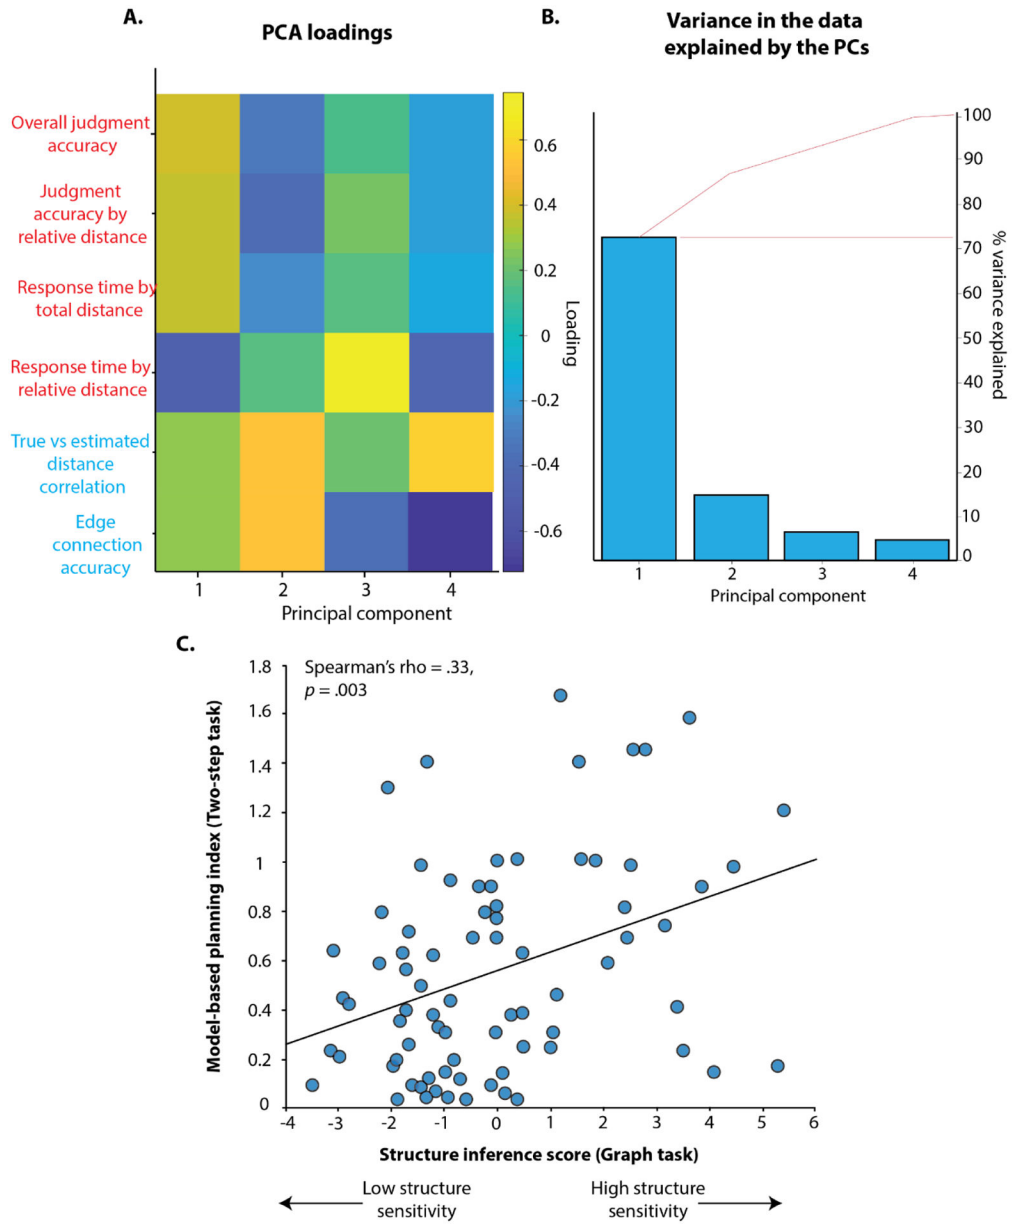 A.
PCA loadings
Overall judgment
accuracy
Judgment
accuracy by
relative distance
Response time by
total distance
Response time by
relative distance
True vs estimated
distance
correlation
Edge
connection
accuracy
0.6
0.4
0.2
0
-0.2
-0.4
-0.6
Loading
1 2 3 4
Principal component
B.
Variance in the data
explained by the PCs
100
90
80
70
60
50
40
30
20
10
0
% variance explained
1 2 3 4
Principal component
C.
Spearman's rho = .33,
p = .003
1.8
1.6
1.4
1.2
1
0.8
0.6
0.4
0.2
0
Model-based planning index (Two-step task)
-4 -3 -2 -1 0 1 2 3 4 5 6
Structure inference score (Graph task)
Low structure
sensitivity
High structure
sensitivity